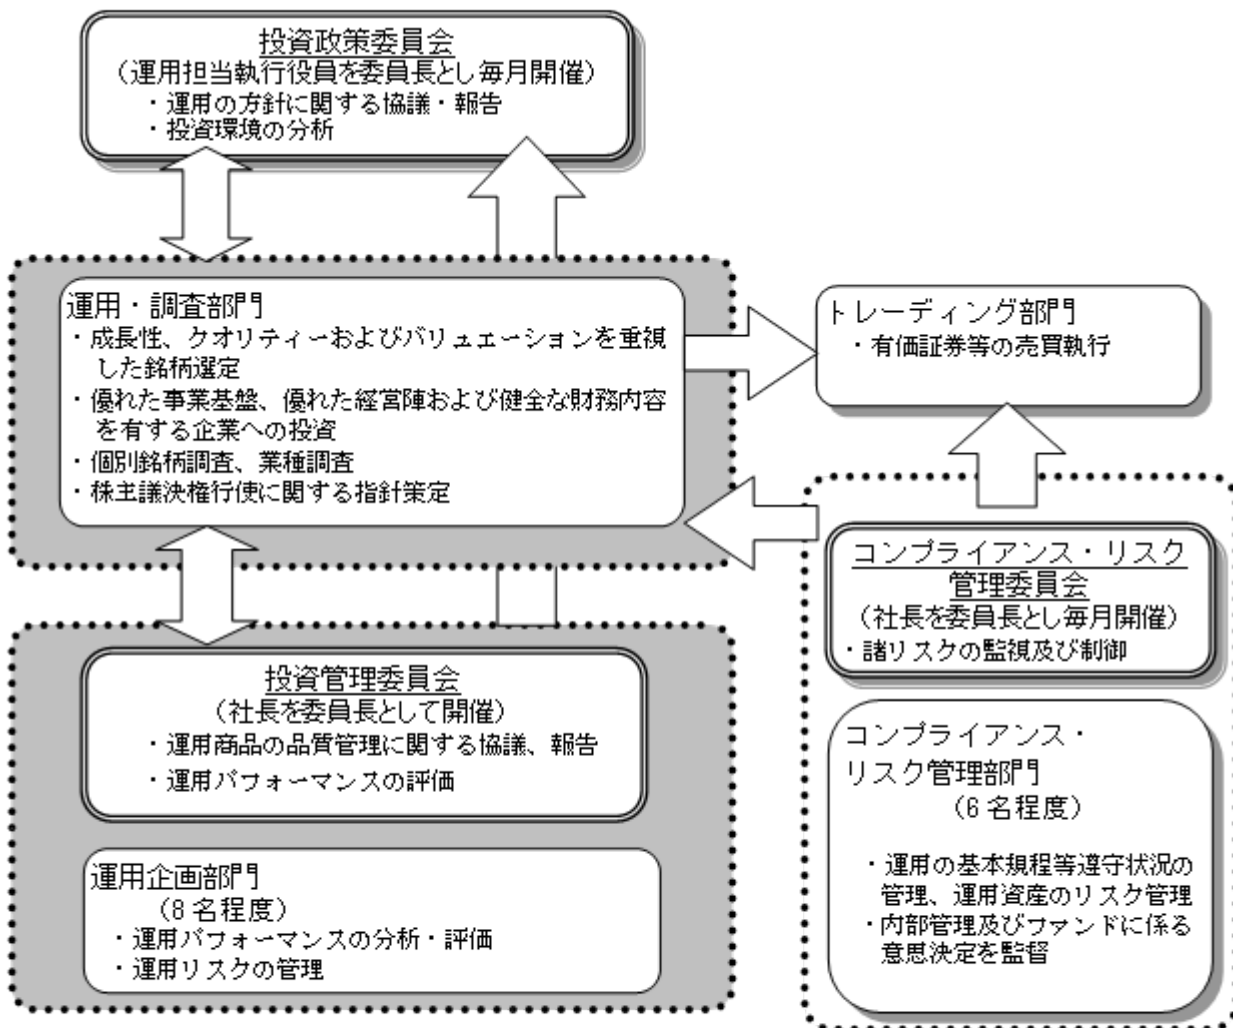 投資政策委員会
(運用担当執行役員を委員長とし毎月開催)
・運用の方針に関する協議・報告
・投資環境の分析
運用・調査部門
・成長性、クオリティーおよびバリュエーションを重視
した銘柄選定
・優れた事業基盤、優れた経営陣および健全な財務内容
を有する企業への投資
・個別銘柄調査、業種調査
・株主議決権行使に関する指針策定
トレーディング部門
・有価証券等の売買執行
コンプライアンス・リスク
管理委員会
(社長を委員長とし毎月開催)
・諸リスクの監視及び制御
投資管理委員会
(社長を委員長として開催)
・運用商品の品質管理に関する協議、報告
・運用パフォーマンスの評価
運用企画部門
(8名程度)
・運用パフォーマンスの分析・評価
・運用リスクの管理
コンプライアンス・
リスク管理部門
(6名程度)
・運用の基本規程等遵守状況の
管理、運用資産のリスク管理
・内部管理及びファンドに係る
意思決定を監督